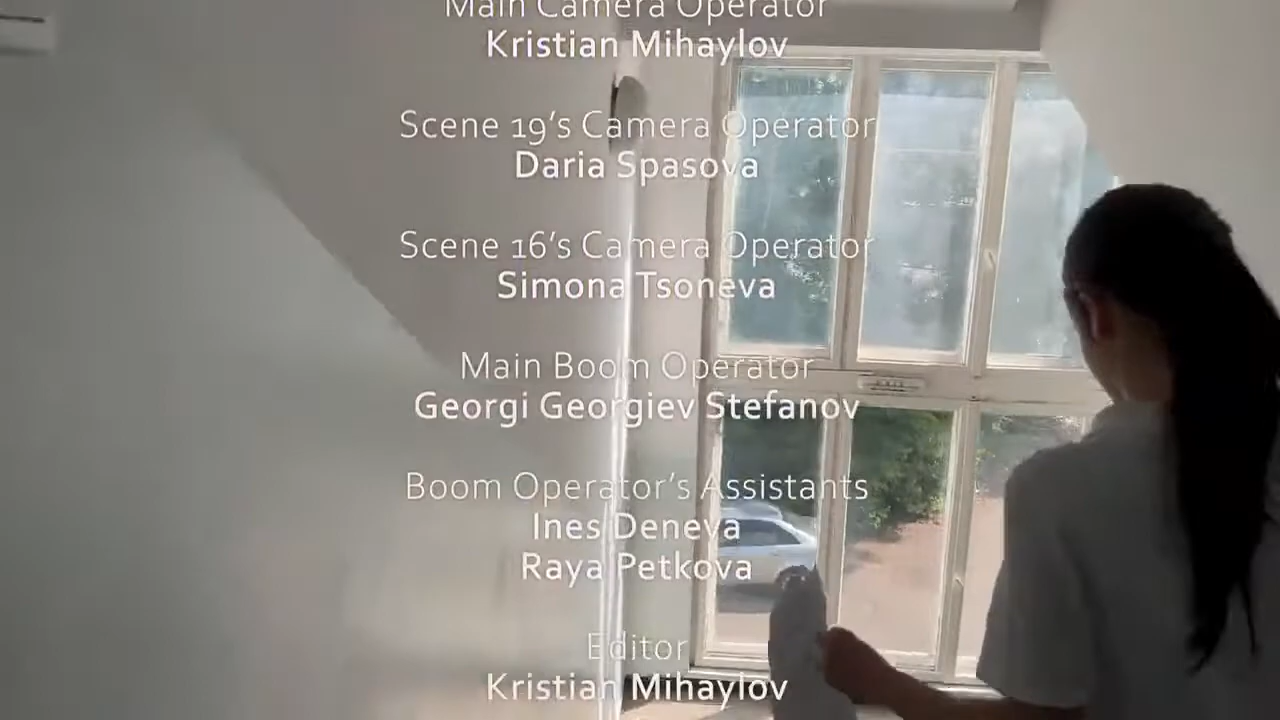 Main Camera Operator
Kristian Mihaylov
Scene 19's Camera Operator
Daria Spasova
Scene 16's Camera Operator
Simona Tsoneva
Main Boom Operator
Georgi Georgiev Stefanov
Boom Operator's Assistants
Ines Deneva
Raya Petkova
Editor
Kristian Mihaylov